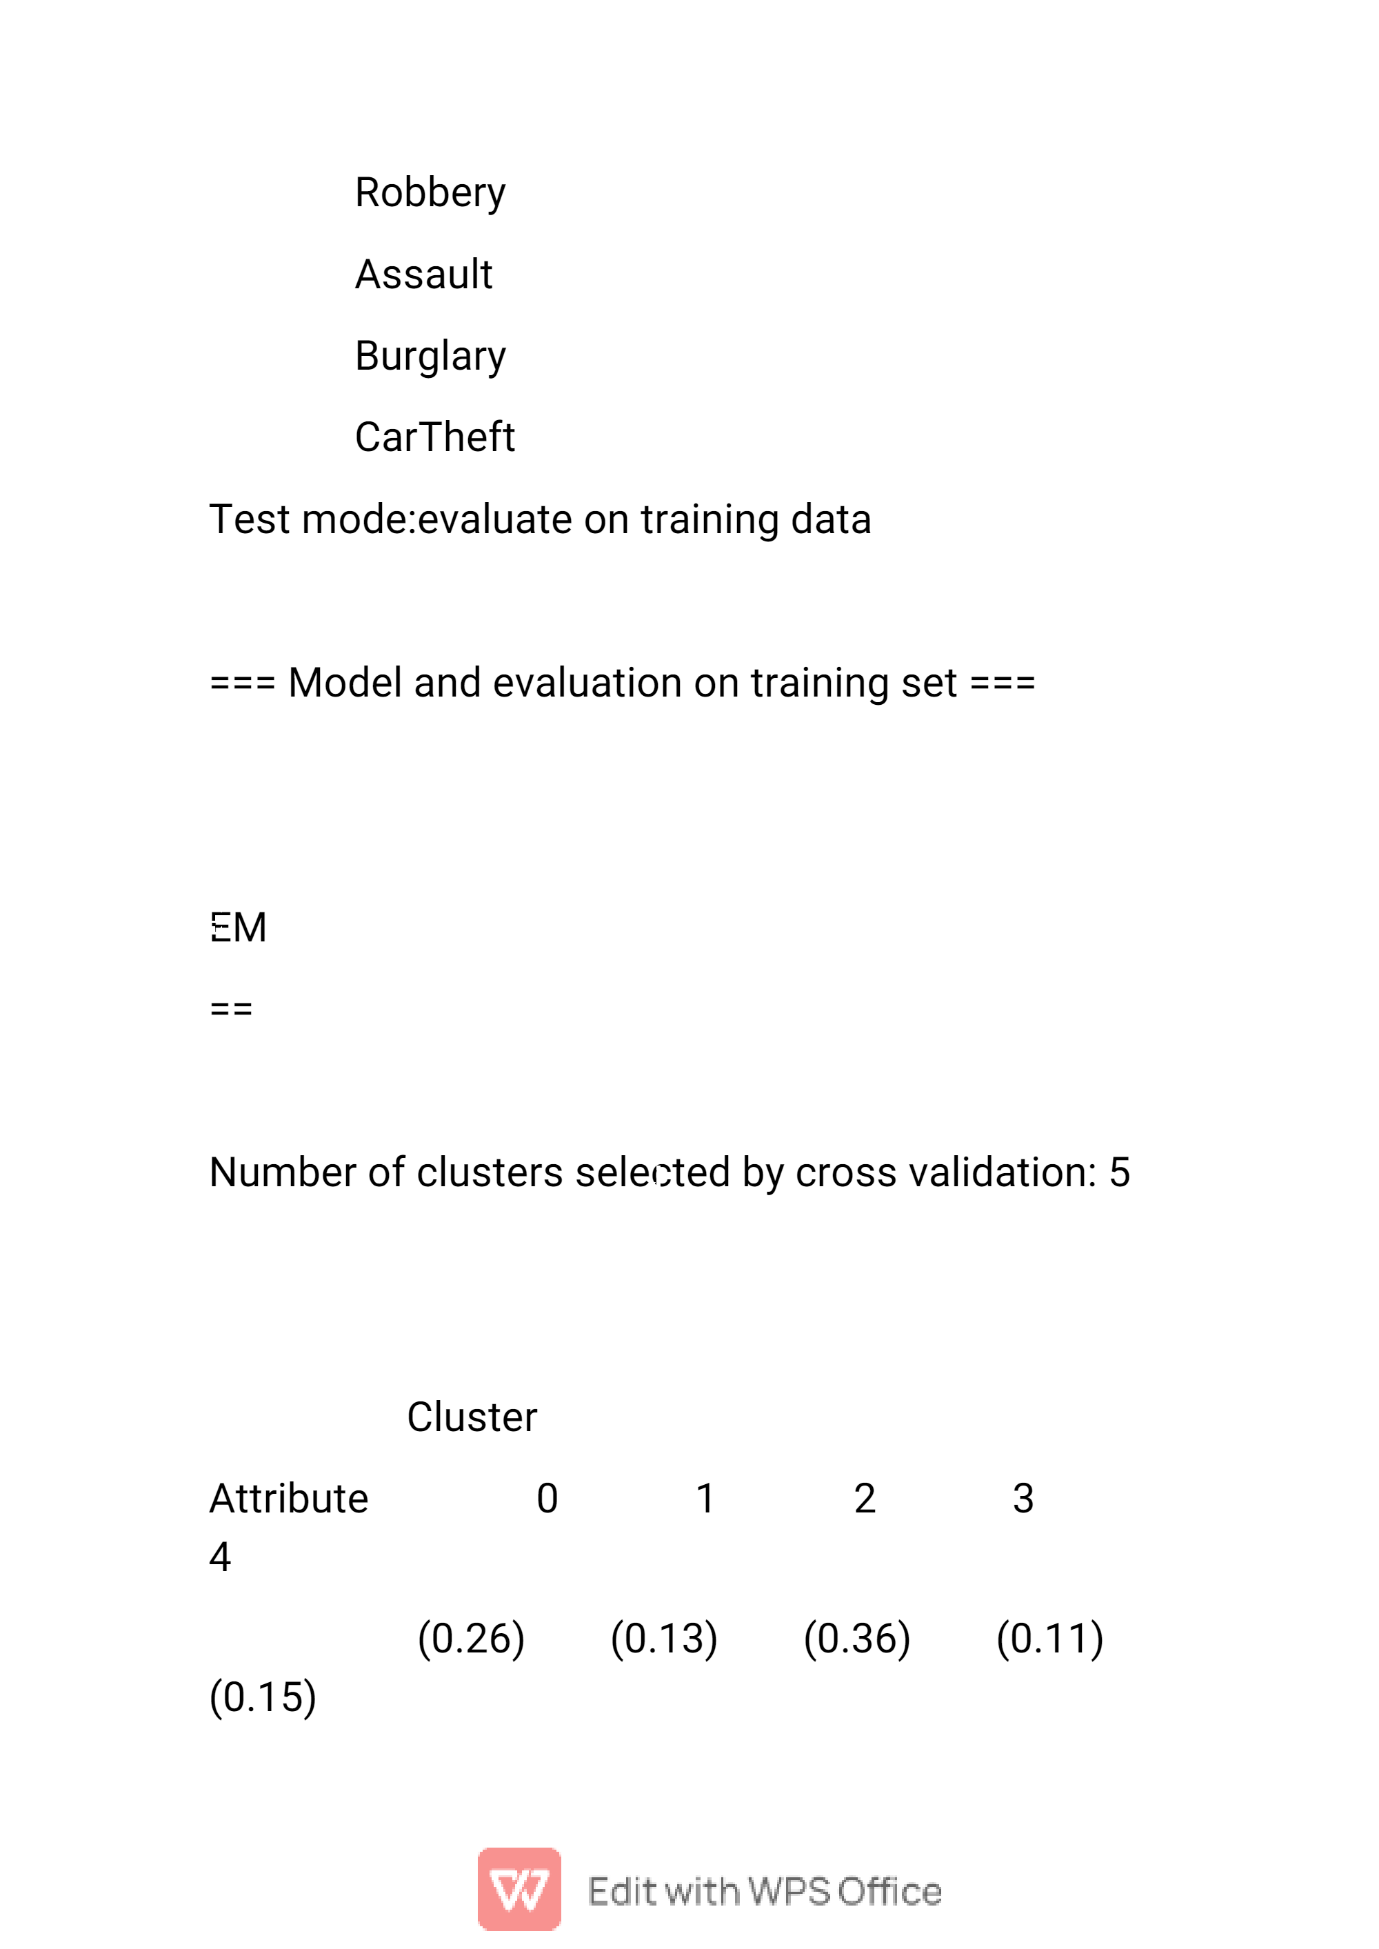 Robbery
Assault
Burglary
CarTheft
Test mode:evaluate on training data
=== Model and evaluation on training set ===
EM
==
Number of clusters selected by cross validation: 5
Cluster
Attribute 0 1 2 3
4
(0.26) (0.13) (0.36) (0.11)
(0.15)
Edit with WPS Office